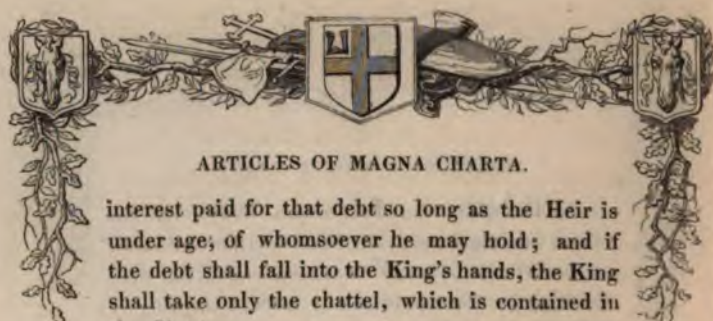 ARTICLES OF MAGNA CHARTA.
interest paid for that debt so long as the Heir is
under age, of whomsoever he may hold; and if
the debt shall fall into the King's hands, the King
shall take only the chattel, which is contained in